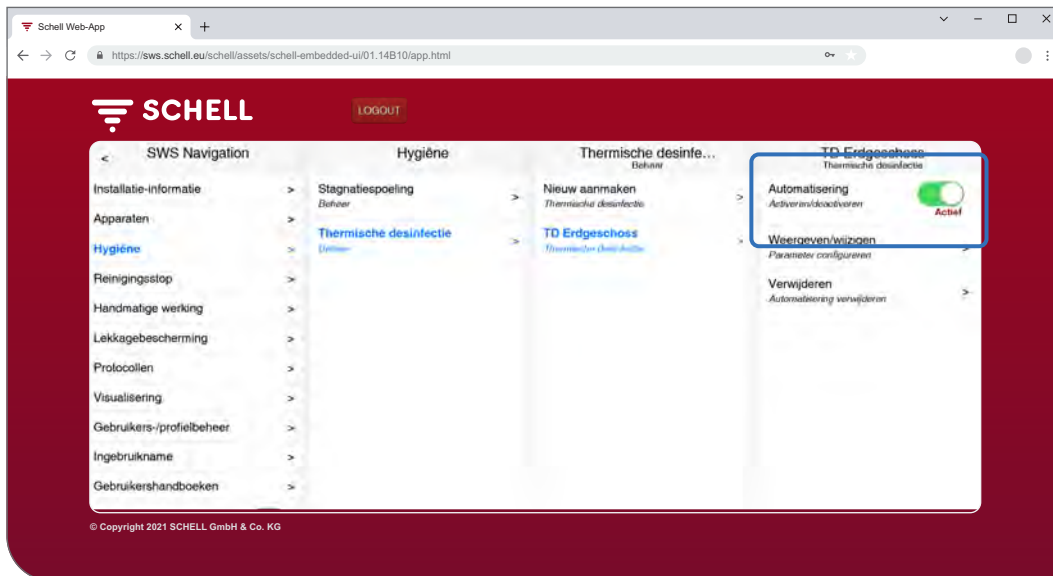 Schell Web-App
https://sws.schell.eu/schell/assets/schell-embedded-ui/01.14B10/app.html
SCHELL
LOGOUT
< SWS Navigation
Installatie-informatie >
Apparaten >
Hygiëne >
Reinigingsstop >
Handmatige werking >
Lekkagebescherming >
Protocollen >
Visualisering >
Gebruikers-/profielbeheer >
Ingebruikname >
Gebruikershandboeken >
Hygiëne
Stagnatiespoeling >
Beheer
Thermische desinfectie >
Beheer
Thermische desinfe...
Beheer
Nieuw aanmaken >
Thermische desinfectie
TD Erdgeschoss >
Thermische desinfectie
TD Erdgeschoss
Thermische desinfectie
Automatisering
Activeren/deactiveren
Actief
Weergeven/wijzigen >
Parameter configureren
Verwijderen >
Automatisering verwijderen
© Copyright 2021 SCHELL GmbH & Co. KG